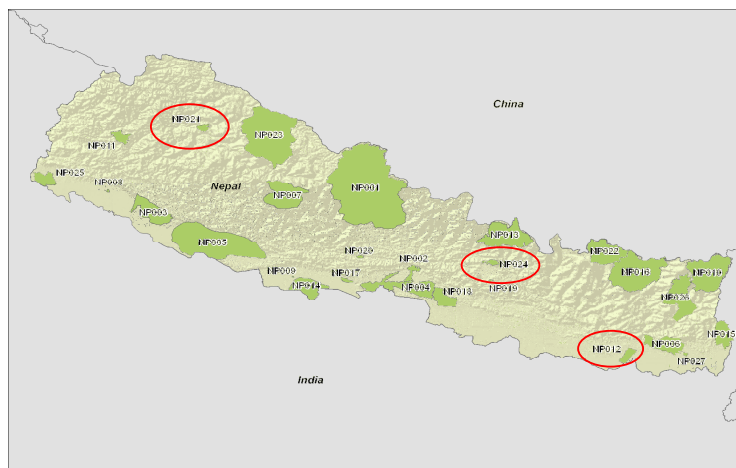 China
NP021
NP023
NP011
NP025
NP008
Nepal
NP007
NP001
NP003
NP005
NP013
NP020
NP002
NP024
NP022
NP009
NP017
NP016
NP010
NP014
NP004
NP018
NP019
NP026
NP015
NP012
NP006
NP027
India